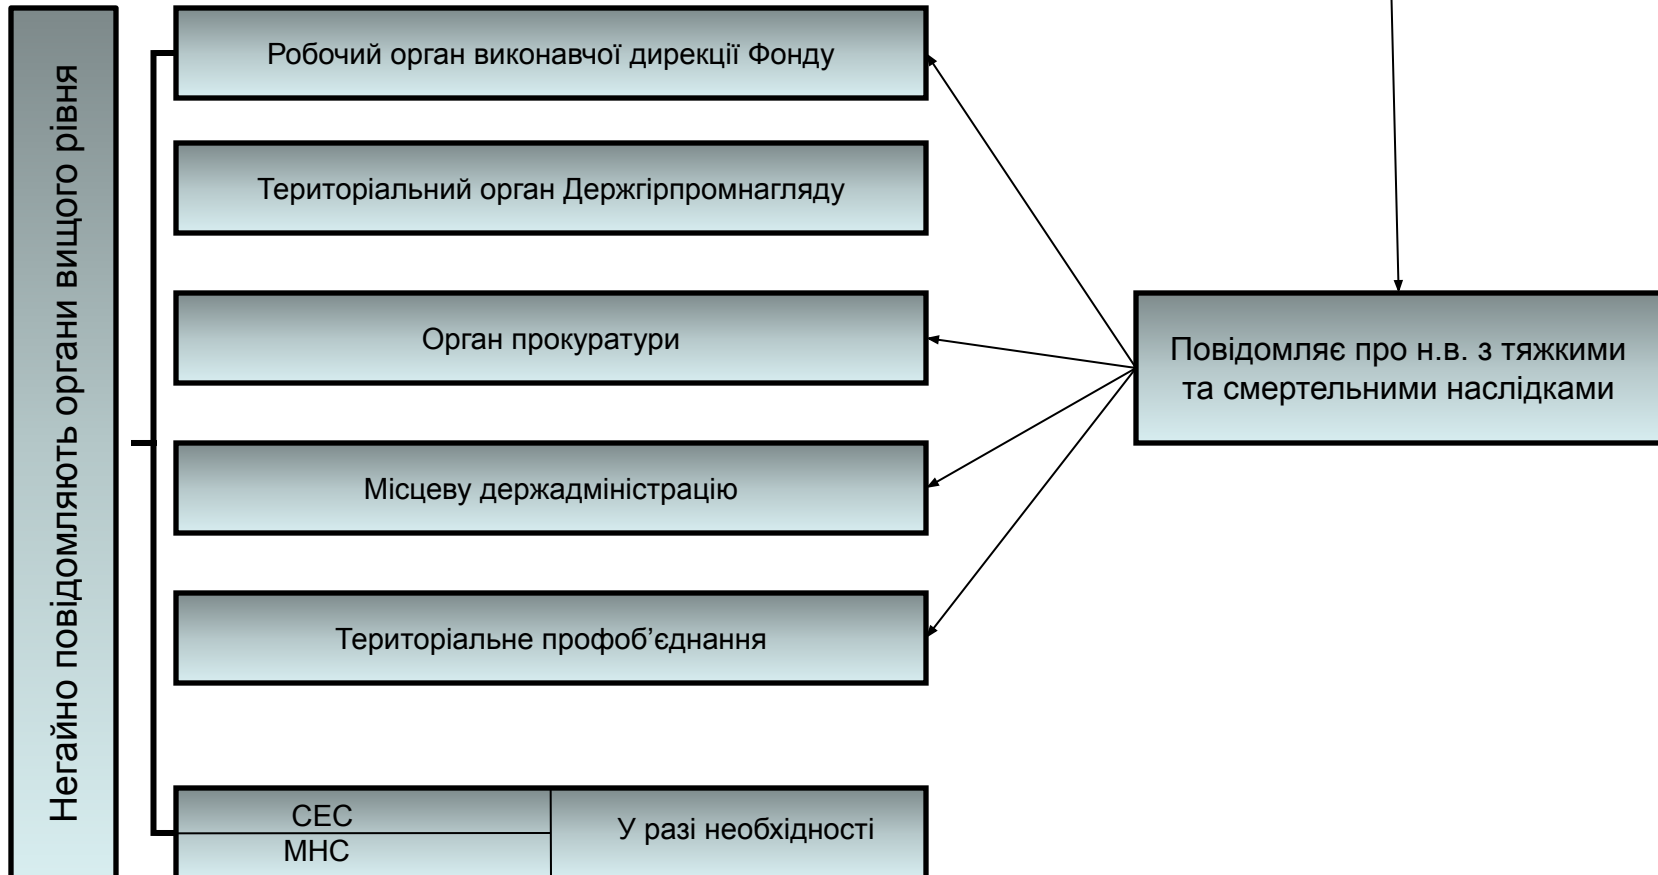 Негайно повідомляють органи вищого рівня
Робочий орган виконавчої дирекції Фонду
Територіальний орган Держгірпромнагляду
Орган прокуратури
Місцеву держадміністрацію
Територіальне профоб’єднання
СЕС
МНС
У разі необхідності
Повідомляє про н.в. з тяжкими
та смертельними наслідками